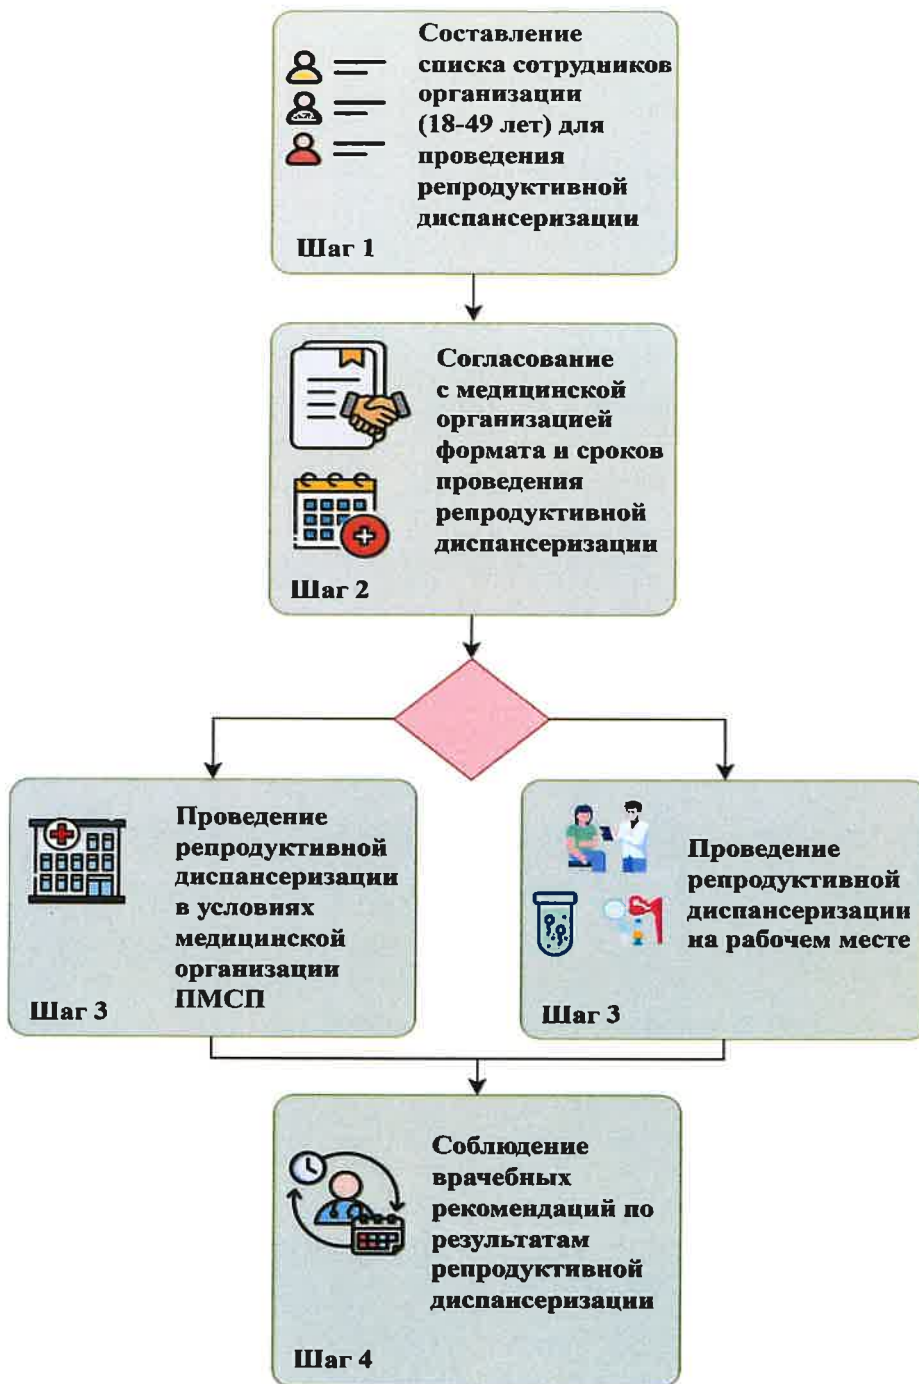 Составление
списка сотрудников
организации
(18-49 лет) для
проведения
репродуктивной
диспансеризации
Шаг 1
Согласование
с медицинской
организацией
формата и сроков
проведения
репродуктивной
диспансеризации
Шаг 2
Проведение
репродуктивной
диспансеризации
в условиях
медицинской
организации
ПМСП
Шаг 3
Проведение
репродуктивной
диспансеризации
на рабочем месте
Шаг 3
Соблюдение
врачебных
рекомендаций по
результатам
репродуктивной
диспансеризации
Шаг 4